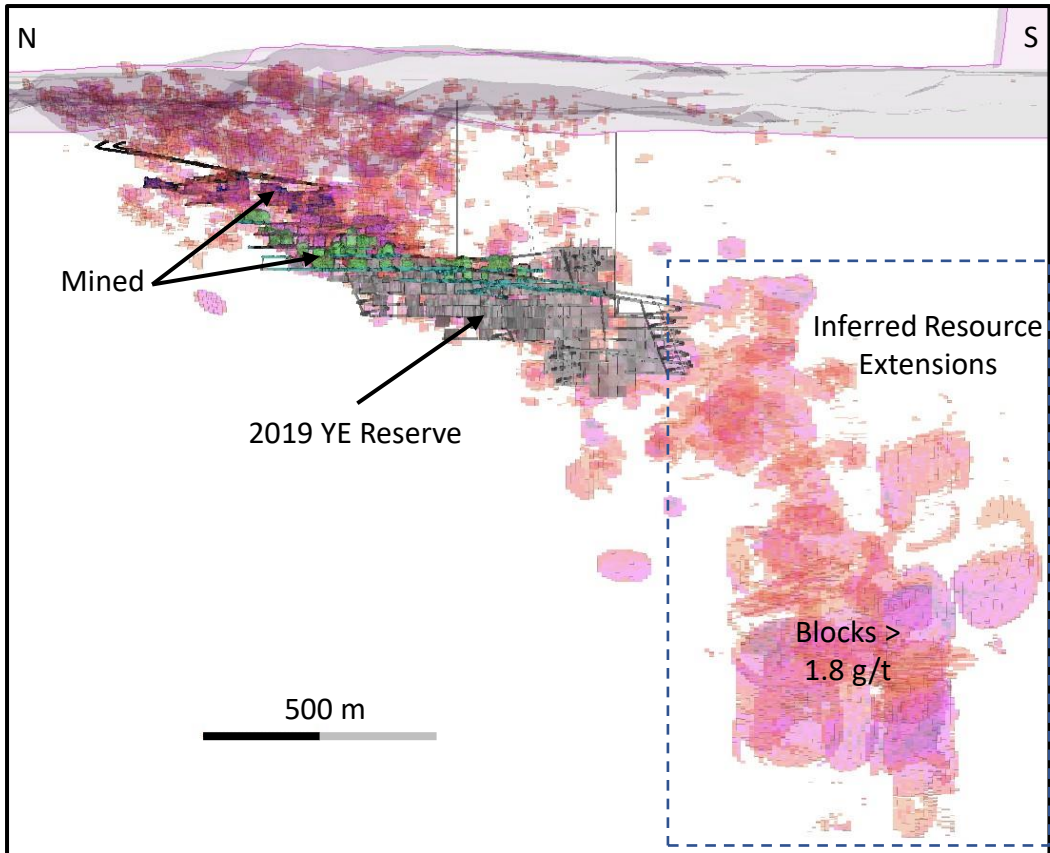 N
S
Mined
Inferred Resource
Extensions
2019 YE Reserve
Blocks >
1.8 g/t
500 m